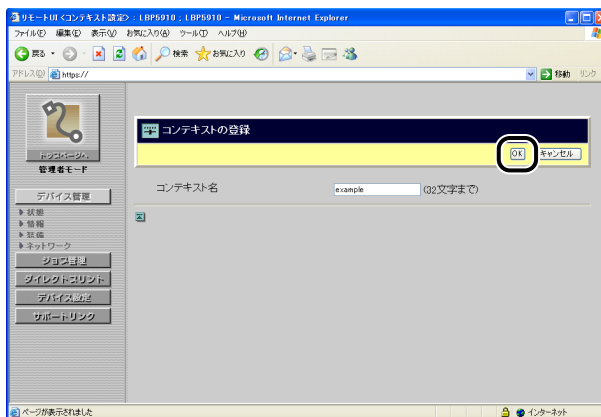 リモートUI <コンテキスト設定> : LBP5910 ; LBP5910 - Microsoft Internet Explorer
ファイル(F) 編集(E) 表示(V) お気に入り(A) ツール(T) ヘルプ(H)
戻る 検索 お気に入り
アドレス(D) https:// 移動 リンク
コンテキストの登録
OK キャンセル
トップページへ
管理者モード
コンテキスト名 example (32文字まで)
デバイス管理
状態
情報
装備
ネットワーク
ジョブ管理
ダイレクトプリント
デバイス設定
サポートリンク
ページが表示されました インターネット